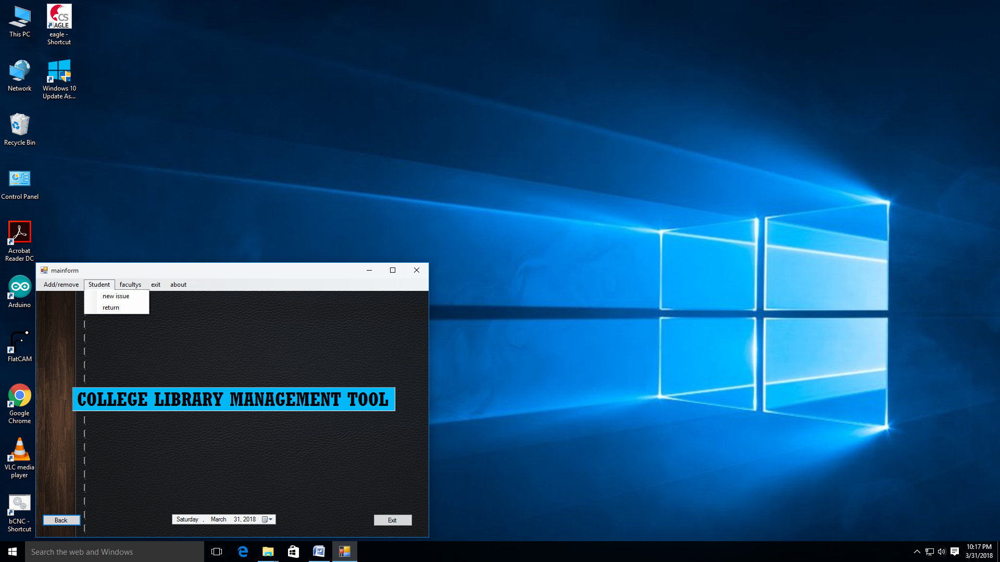 This PC
CS
AGLE
eagle -
Shortcut
Network
Windows 10
Update As...
Recycle Bin
Control Panel
Acrobat
Reader DC
Arduino
FlatCAM
Google
Chrome
VLC media
player
bCNC -
Shortcut
mainform
Add/remove Student facultys exit about
new issue
return
COLLEGE LIBRARY MANAGEMENT TOOL
Back
Saturday , March 31, 2018
Exit
Search the web and Windows
10:17 PM
3/31/2018